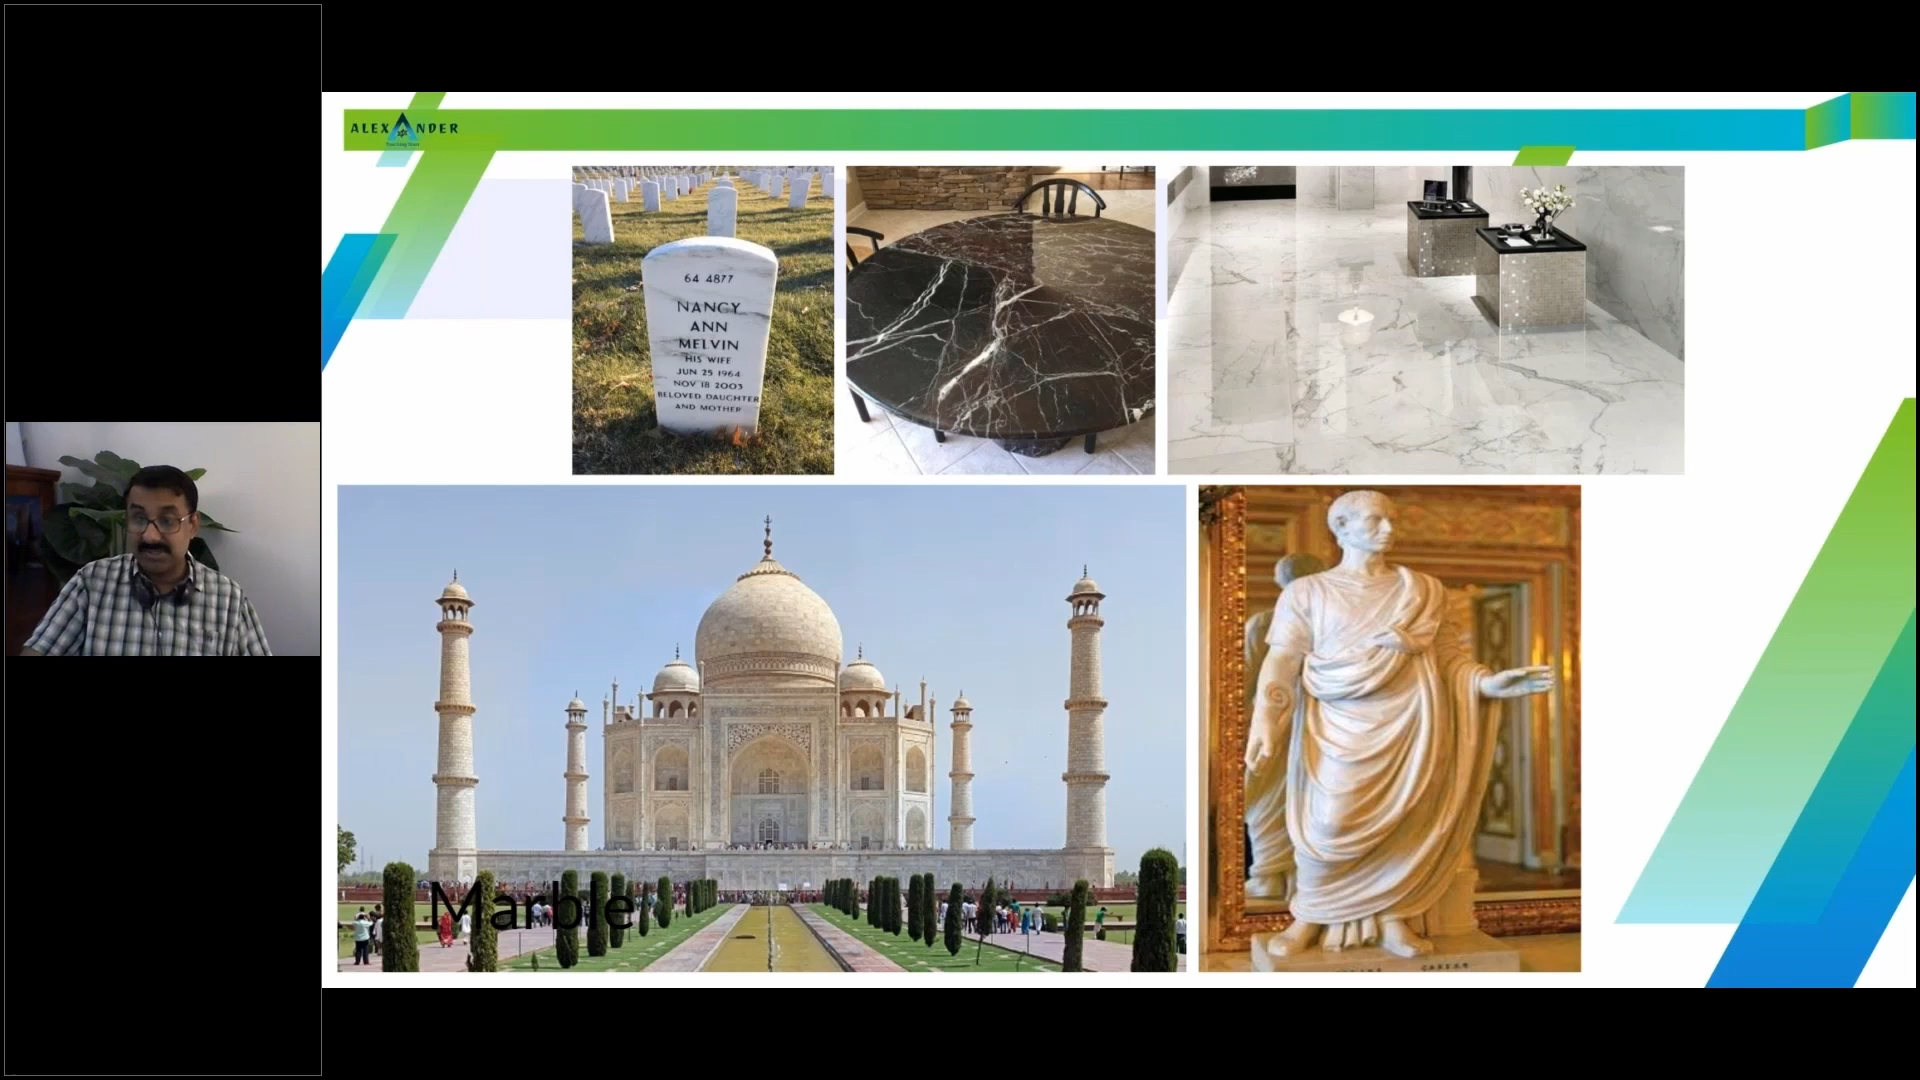 ALEXANDER
64 4877
NANCY
ANN
MELVIN
HIS WIFE
JUN 25 1964
NOV 18 2003
BELOVED DAUGHTER
AND MOTHER
Marble